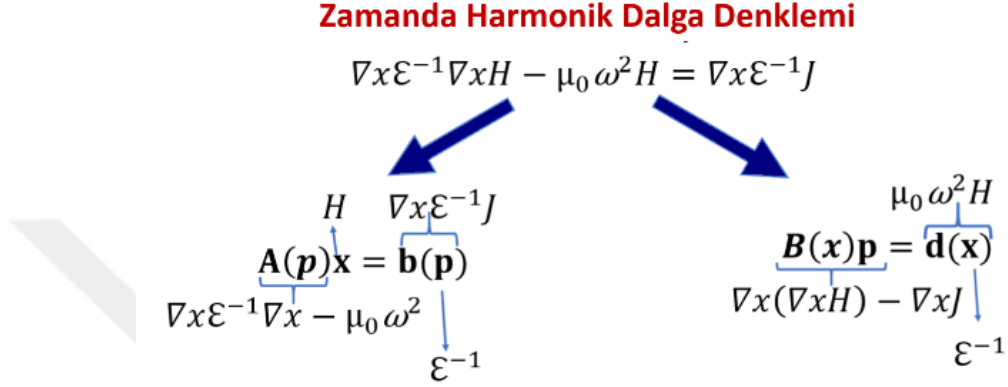 Zamanda Harmonik Dalga Denklemi
∇xƐ⁻¹∇xH − μ₀ω²H = ∇xƐ⁻¹J
H ∇xƐ⁻¹J
A(p)x = b(p)
∇xƐ⁻¹∇x − μ₀ω²
Ɛ⁻¹
μ₀ω²H
B(x)p = d(x)
∇x(∇xH) − ∇xJ
Ɛ⁻¹